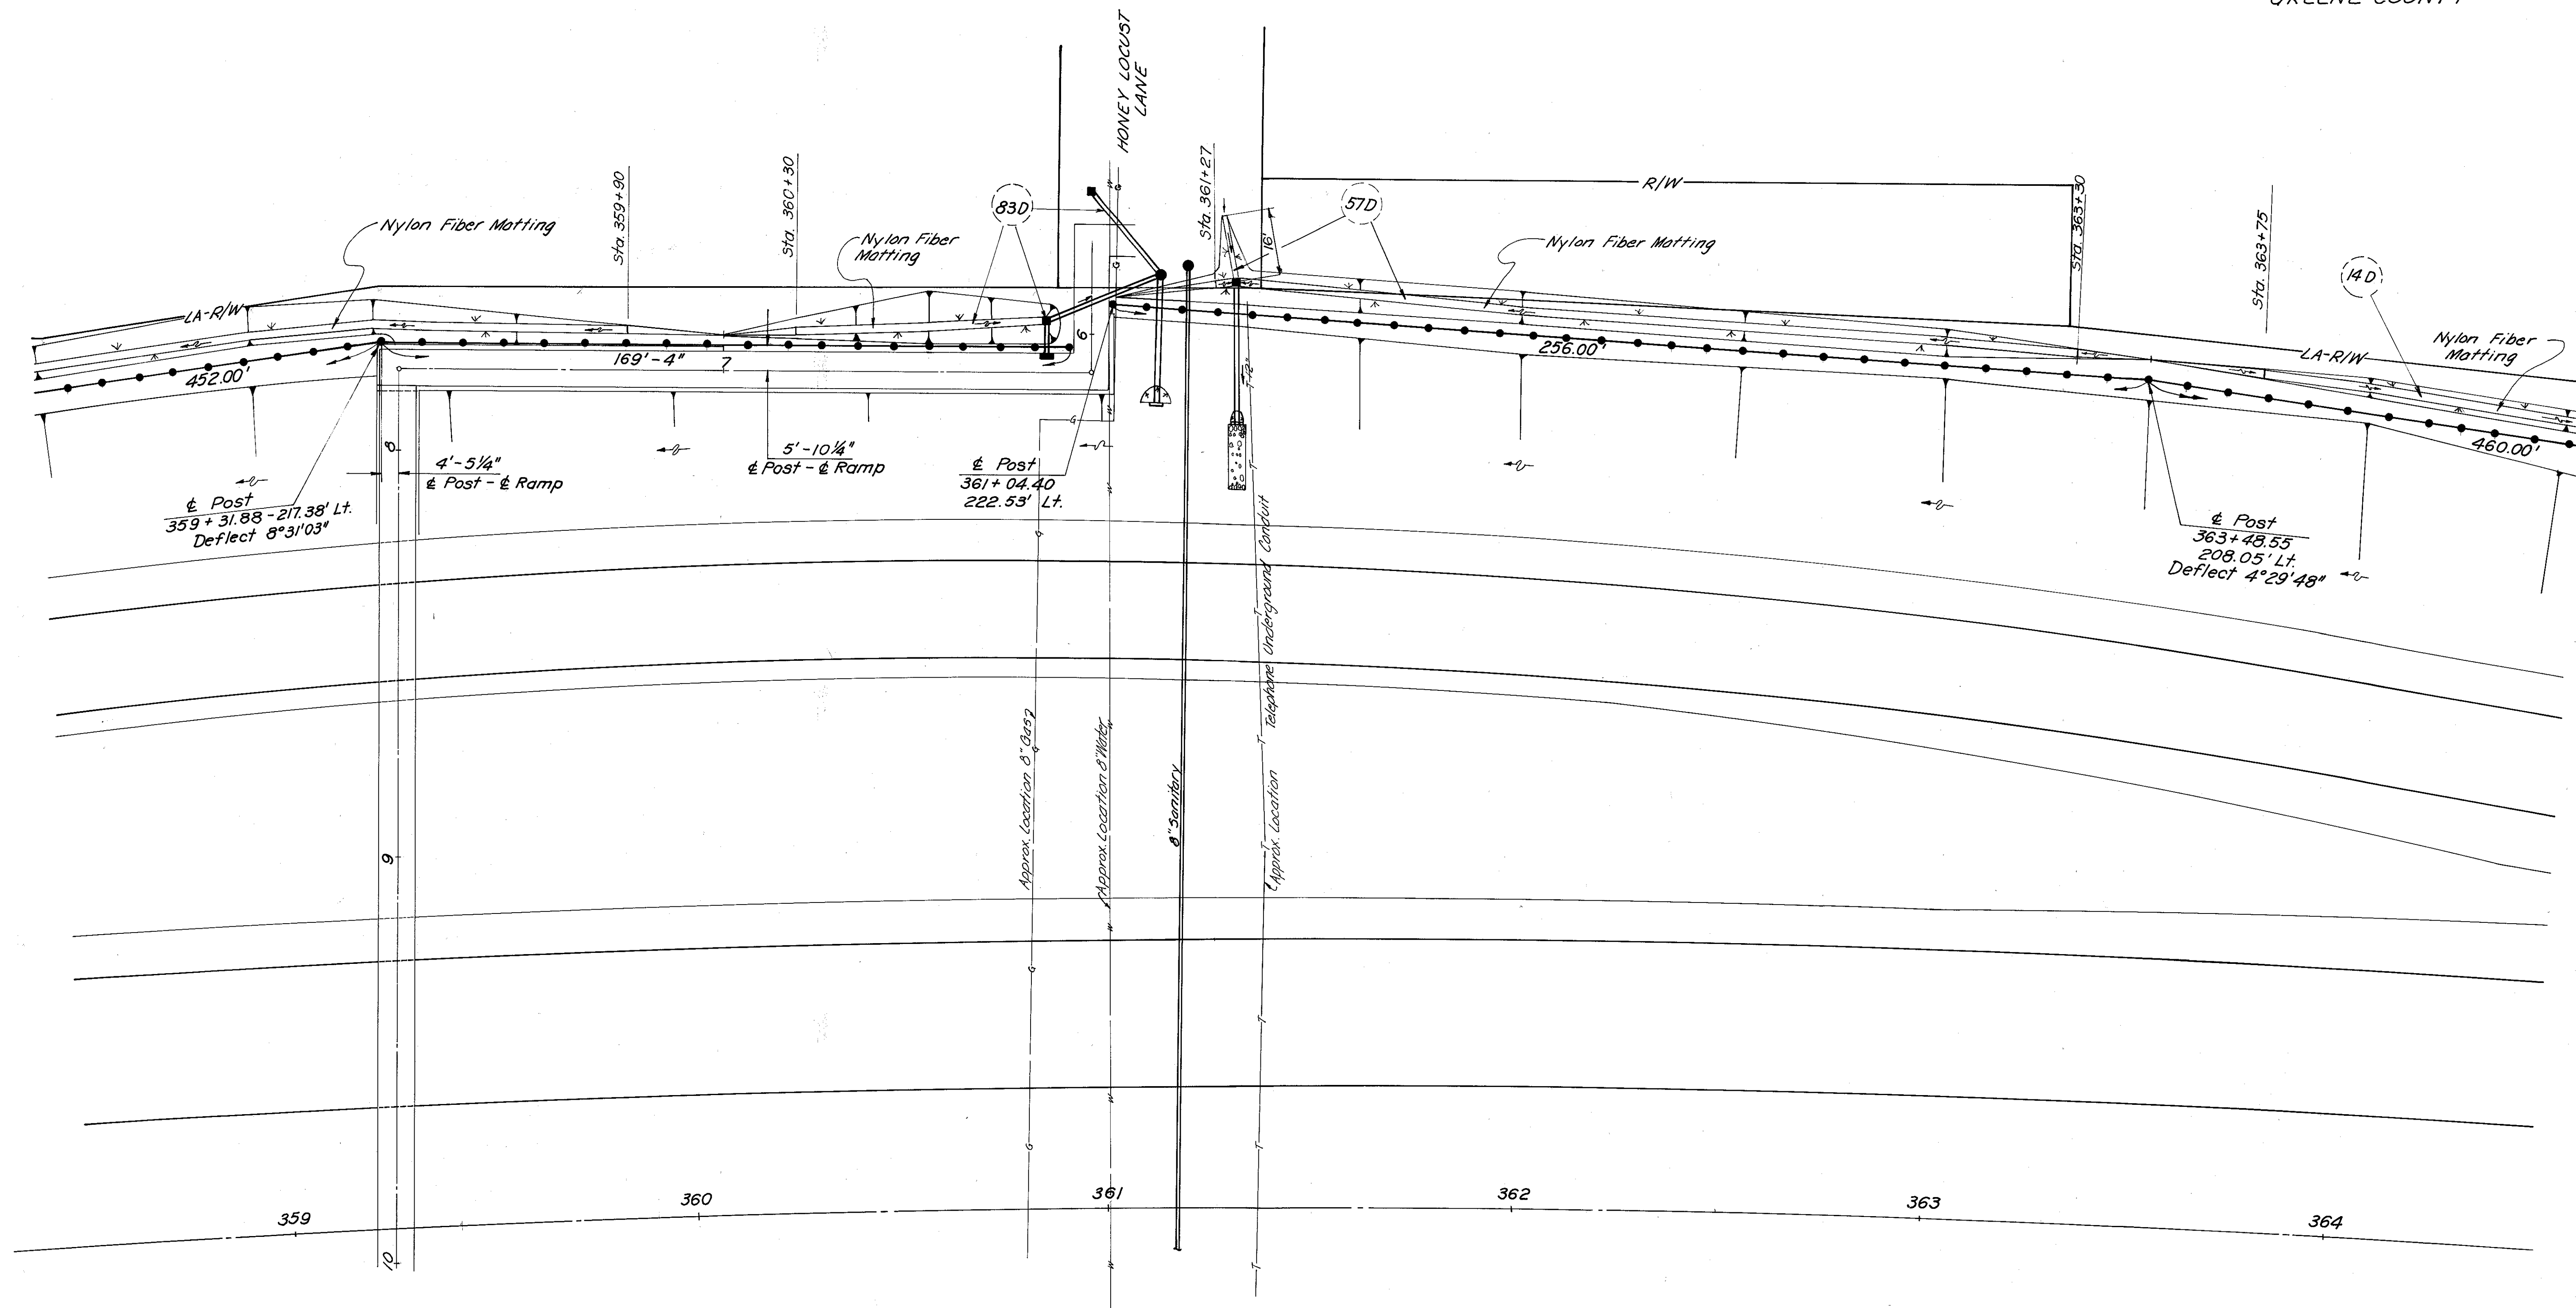 HONEY LOCUST
LANE
R/W
Sta. 359+90
Sta. 360+30
Sta. 361+27
Sta. 363+30
Sta. 363+75
Nylon Fiber Matting
83D
57D
14D
16'
Nylon Fiber
Matting
Nylon Fiber Matting
Nylon Fiber
Matting
LA-R/W
LA-R/W
6
452.00'
169'-4"
7
256.00'
460.00'
8
4'-5¼"
℄ Post - ℄ Ramp
5'-10¼"
℄ Post - ℄ Ramp
℄ Post
361+04.40
222.53' Lt.
℄ Post
359+31.88-217.38' Lt.
Deflect 8°31'03"
℄ Post
363+48.55
208.05' Lt.
Deflect 4°29'48"
T-12"
Approx. Location 8" Gas
Approx. Location 8" Water
8" Sanitary
Approx. Location Telephone Underground Conduit
9
10
359
360
361
362
363
364